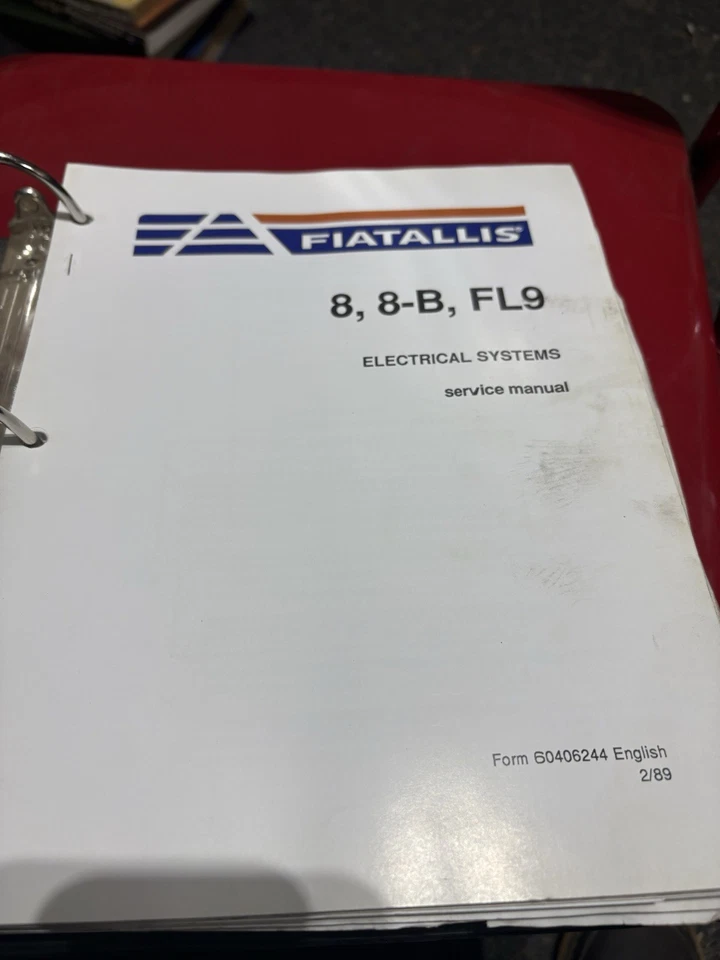 FIATALLIS®
8, 8-B, FL9
ELECTRICAL SYSTEMS
service manual
Form 60406244 English
2/89